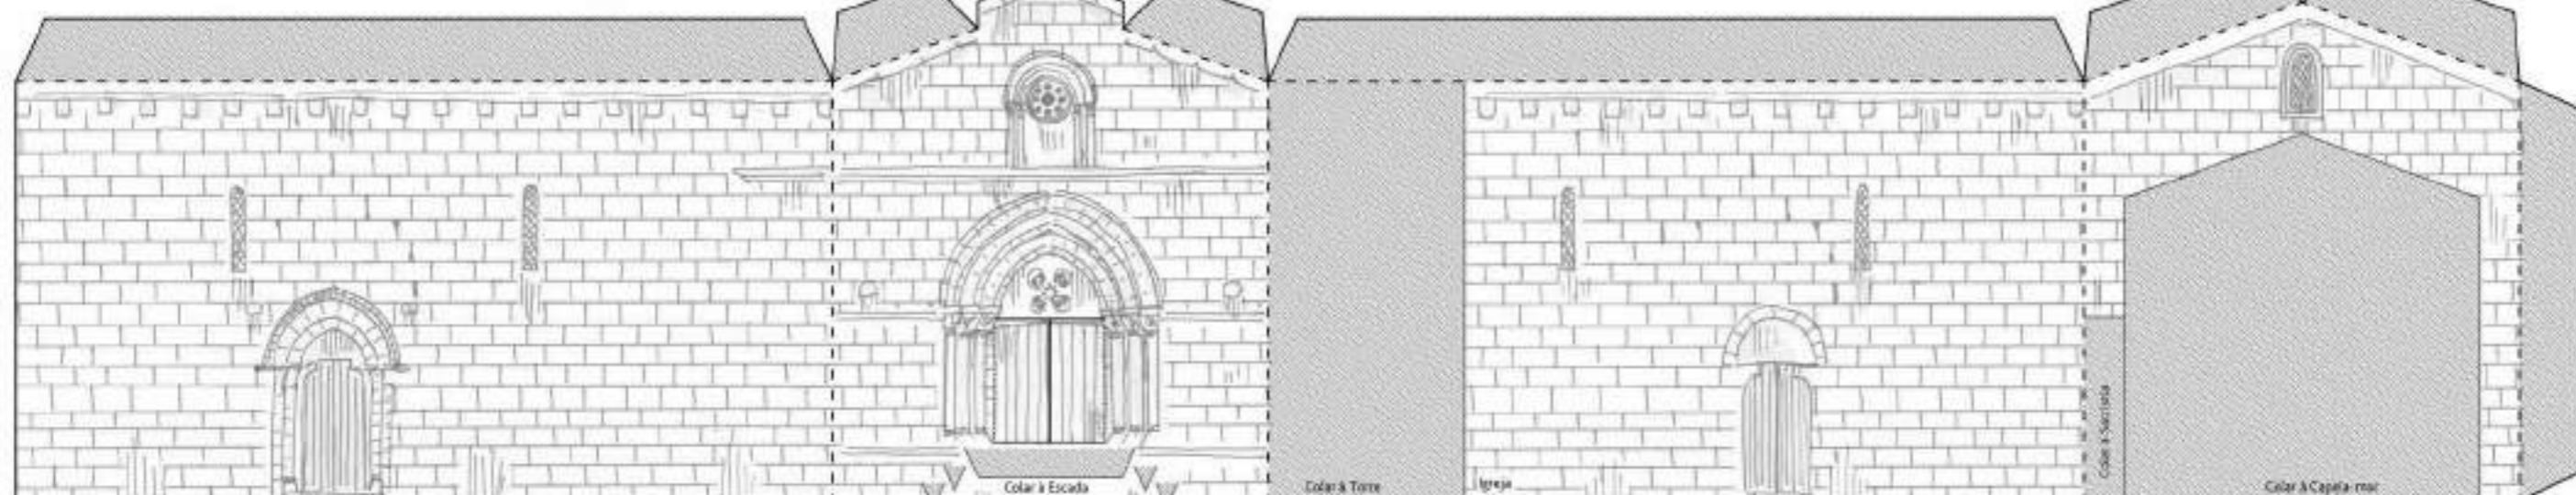 Colar à Escada
Colar à Torre
Igreja
Colar à Sacristia
Colar à Capela-mor